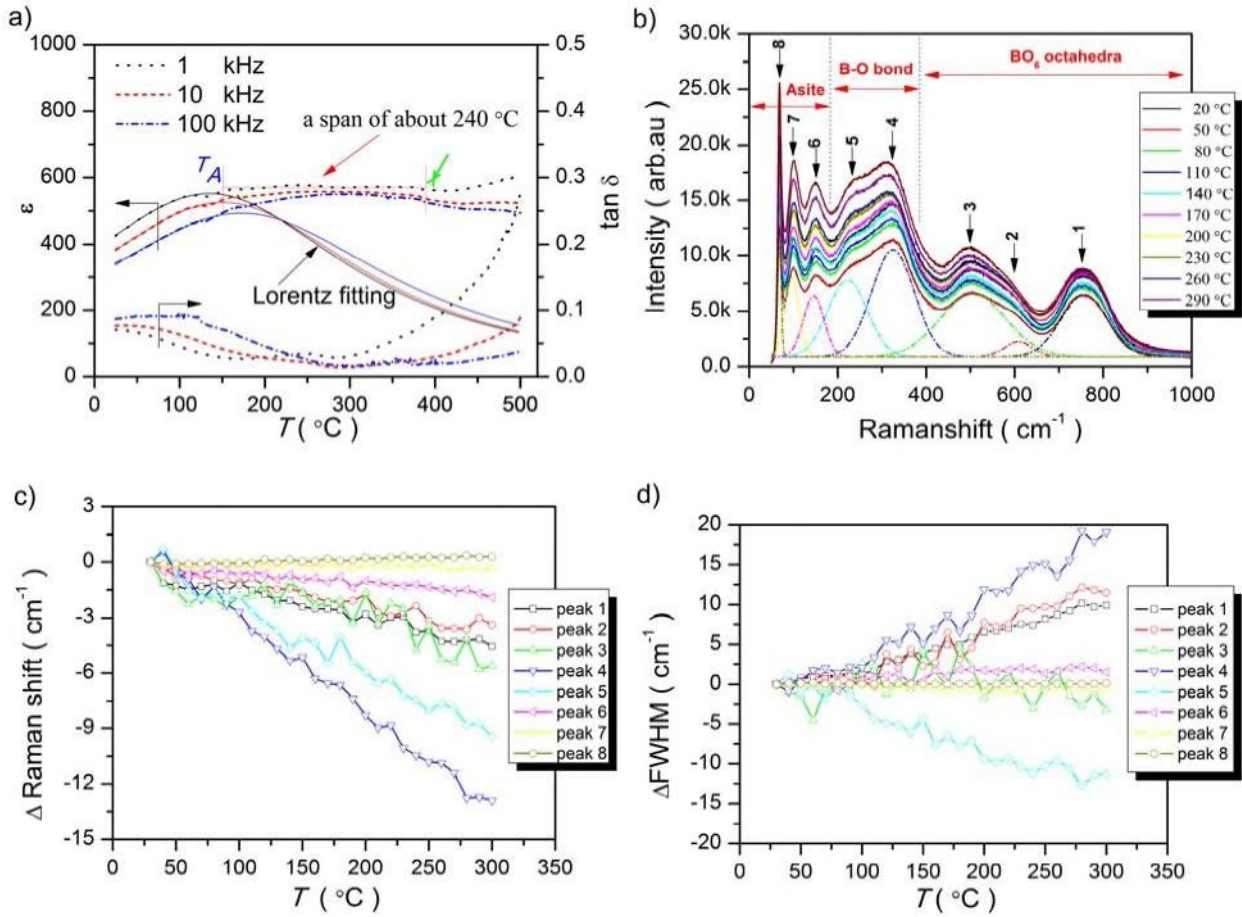 a)
1000
800
600
400
200
0
ε
0.5
0.4
0.3
0.2
0.1
0.0
tan δ
1 kHz
10 kHz
100 kHz
a span of about 240 °C
T_A
Lorentz fitting
0 100 200 300 400 500
T ( °C)
b)
30.0k
25.0k
20.0k
15.0k
10.0k
5.0k
0.0
Intensity ( arb.au )
8
7
6
5
4
3
2
1
Asite
B-O bond
BO6 octahedra
20 °C
50 °C
80 °C
110 °C
140 °C
170 °C
200 °C
230 °C
260 °C
290 °C
0 200 400 600 800 1000
Ramanshift ( cm-1 )
c)
3
0
-3
-6
-9
-12
-15
Δ Raman shift ( cm-1 )
peak 1
peak 2
peak 3
peak 4
peak 5
peak 6
peak 7
peak 8
0 50 100 150 200 250 300 350
T ( °C )
d)
20
15
10
5
0
-5
-10
-15
-20
ΔFWHM ( cm-1 )
peak 1
peak 2
peak 3
peak 4
peak 5
peak 6
peak 7
peak 8
0 50 100 150 200 250 300 350
T ( °C )